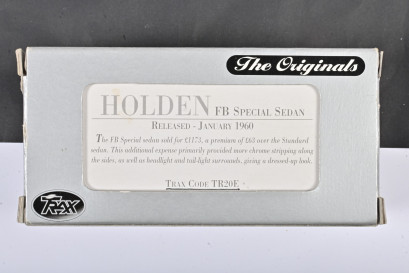 The Originals
HOLDEN FB SPECIAL SEDAN
RELEASED - JANUARY 1960
The FB Special sedan sold for £1173, a premium of £63 over the Standard
sedan. This additional expense primarily provided more chrome stripping along
the sides, as well as headlight and tail-light surrounds, giving a dressed-up look.
TRAX CODE TR20E
TRAX